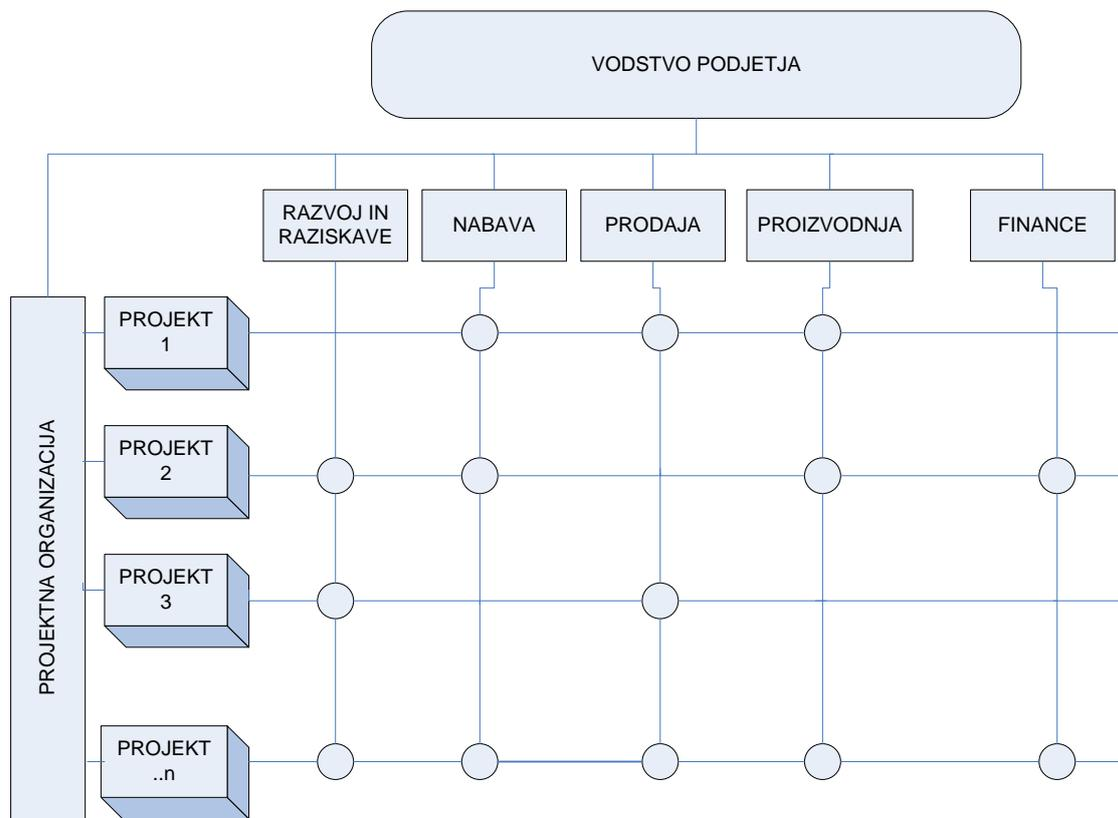 VODSTVO PODJETJA
RAZVOJ IN
RAZISKAVE
NABAVA
PRODAJA
PROIZVODNJA
FINANCE
PROJEKTNA ORGANIZACIJA
PROJEKT
1
PROJEKT
2
PROJEKT
3
PROJEKT
..n